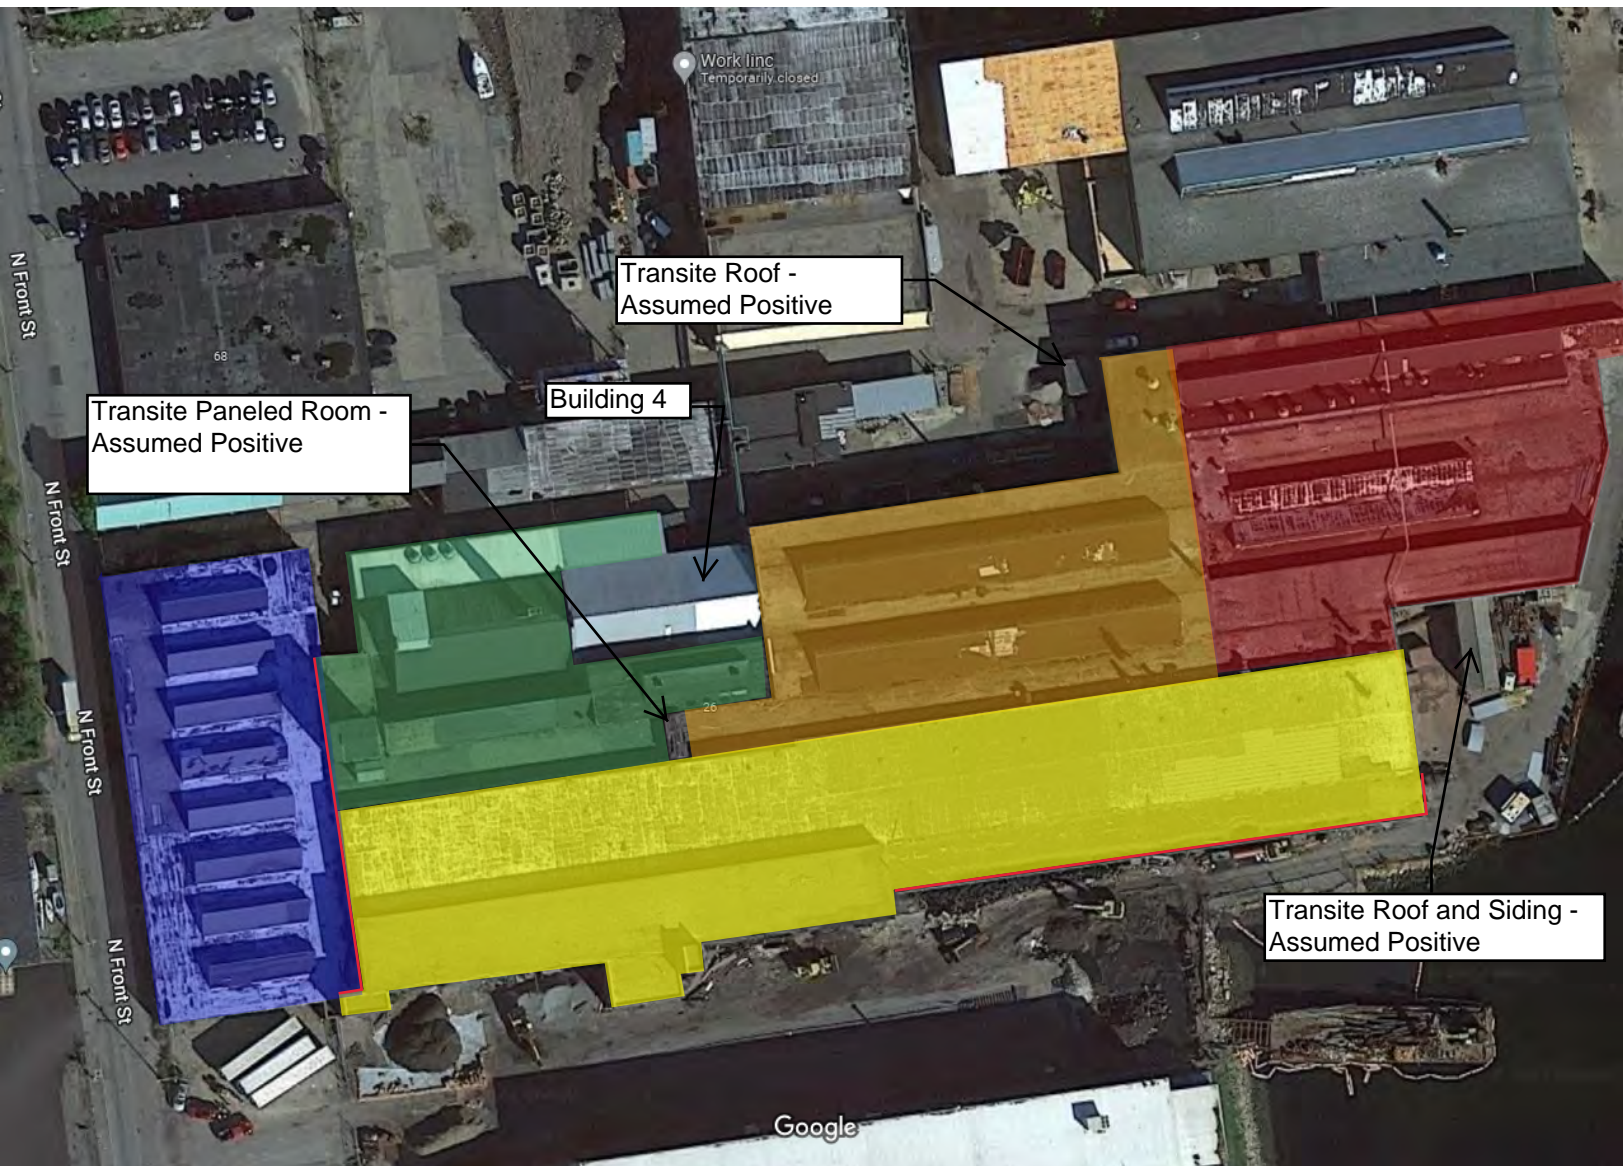 Work Iinc
Temporarily closed
Transite Roof -
Assumed Positive
N Front St
68
Building 4
Transite Paneled Room -
Assumed Positive
N Front St
26
N Front St
Transite Roof and Siding -
Assumed Positive
N Front St
Google